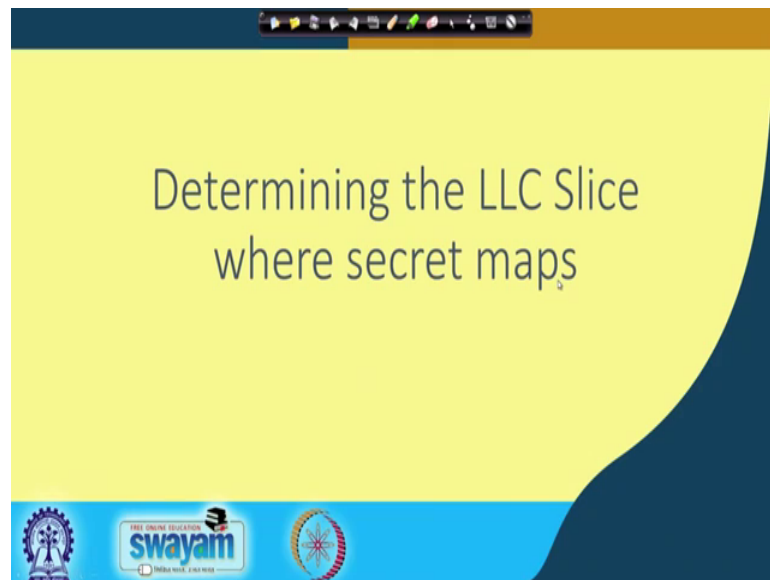 Determining the LLC Slice
where secret maps
FREE ONLINE EDUCATION
swayam